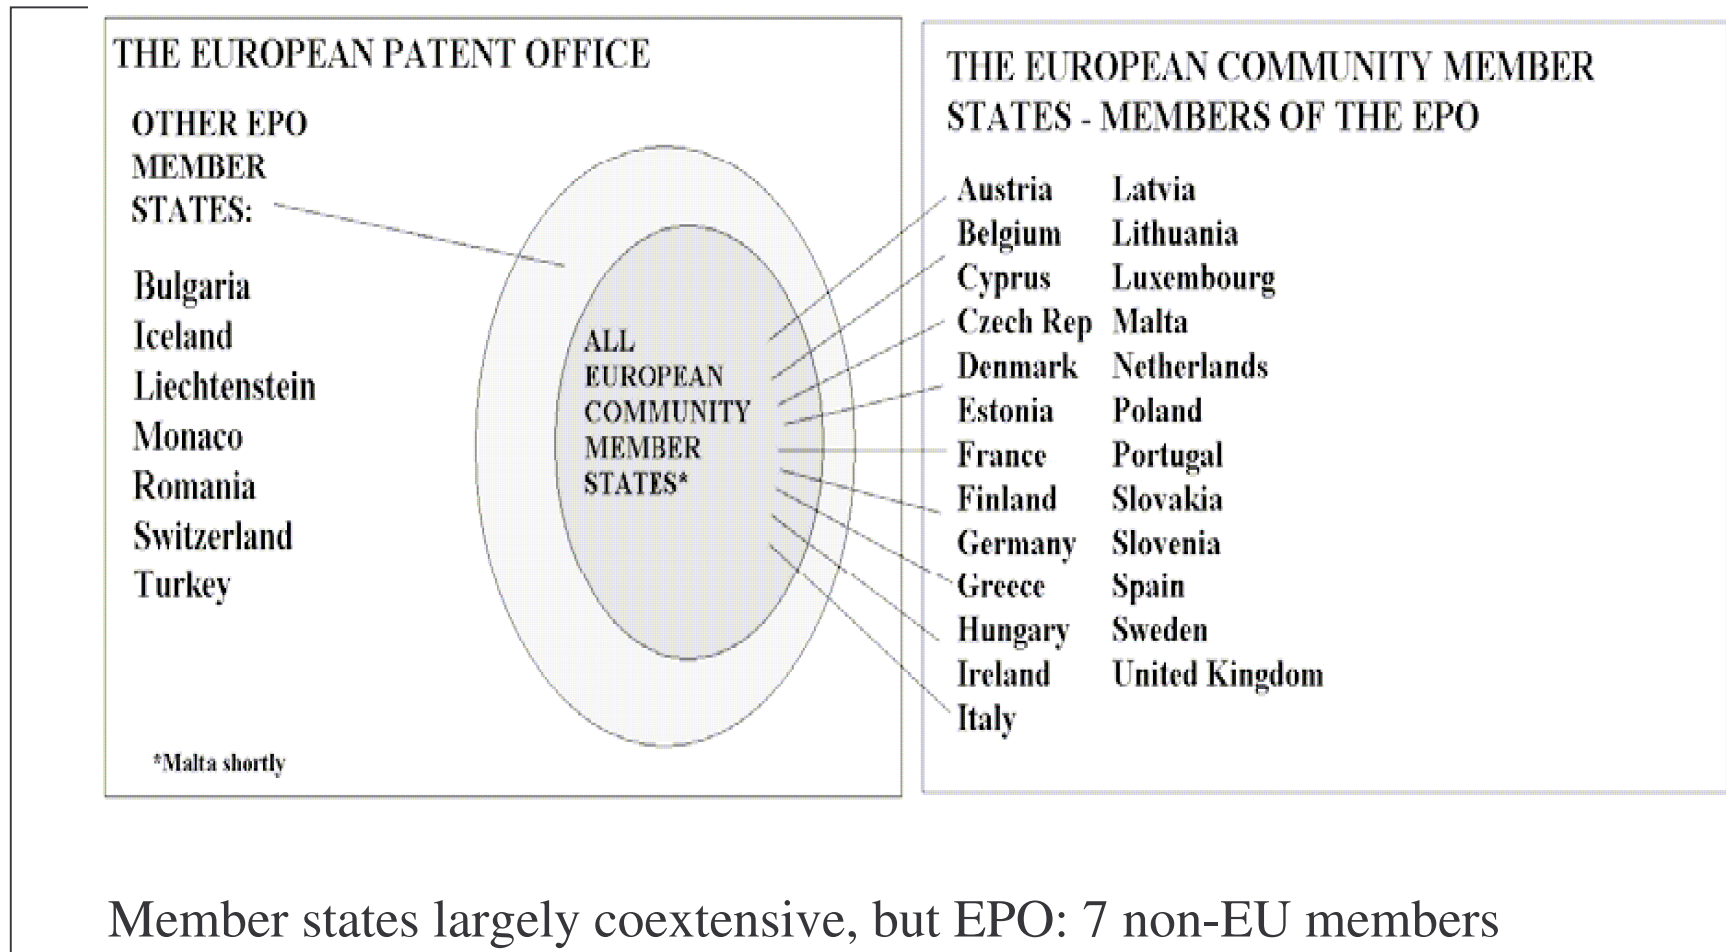 THE EUROPEAN PATENT OFFICE
OTHER EPO
MEMBER
STATES:
Bulgaria
Iceland
Liechtenstein
Monaco
Romania
Switzerland
Turkey
*Malta shortly
ALL
EUROPEAN
COMMUNITY
MEMBER
STATES*
THE EUROPEAN COMMUNITY MEMBER
STATES - MEMBERS OF THE EPO
Austria Latvia
Belgium Lithuania
Cyprus Luxembourg
Czech Rep Malta
Denmark Netherlands
Estonia Poland
France Portugal
Finland Slovakia
Germany Slovenia
Greece Spain
Hungary Sweden
Ireland United Kingdom
Italy
Member states largely coextensive, but EPO: 7 non-EU members